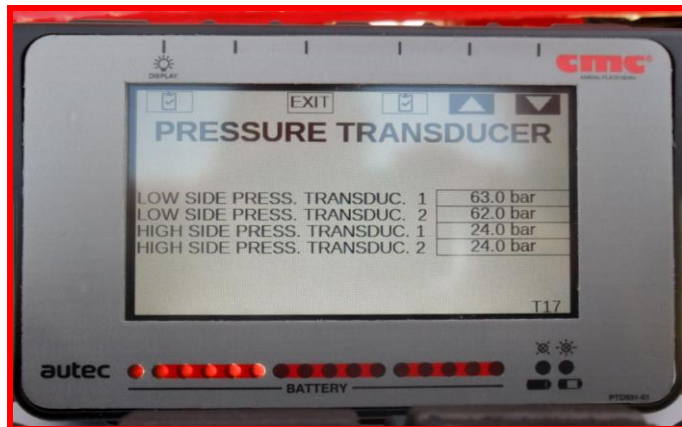 cmc
AERIAL PLATFORMS
DISPLAY
EXIT
PRESSURE TRANSDUCER
LOW SIDE PRESS. TRANSDUC. 1 63.0 bar
LOW SIDE PRESS. TRANSDUC. 2 62.0 bar
HIGH SIDE PRESS. TRANSDUC. 1 24.0 bar
HIGH SIDE PRESS. TRANSDUC. 2 24.0 bar
T17
autec
BATTERY